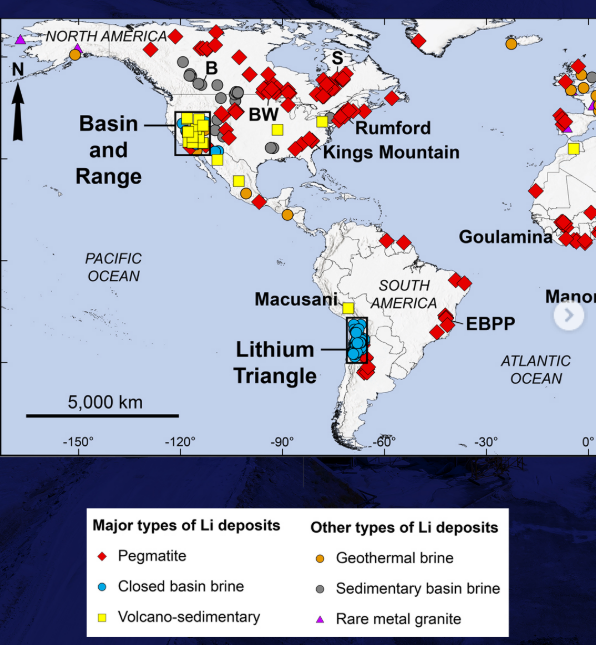 NORTH AMERICA
N
B
S
BW
Rumford
Kings Mountain
Basin
and
Range
Goulamina
PACIFIC
OCEAN
SOUTH
AMERICA
Macusani
Manor
EBPP
Lithium
Triangle
ATLANTIC
OCEAN
5,000 km
-150°
-120°
-90°
-60°
-30°
0°
Major types of Li deposits
Pegmatite
Closed basin brine
Volcano-sedimentary
Other types of Li deposits
Geothermal brine
Sedimentary basin brine
Rare metal granite